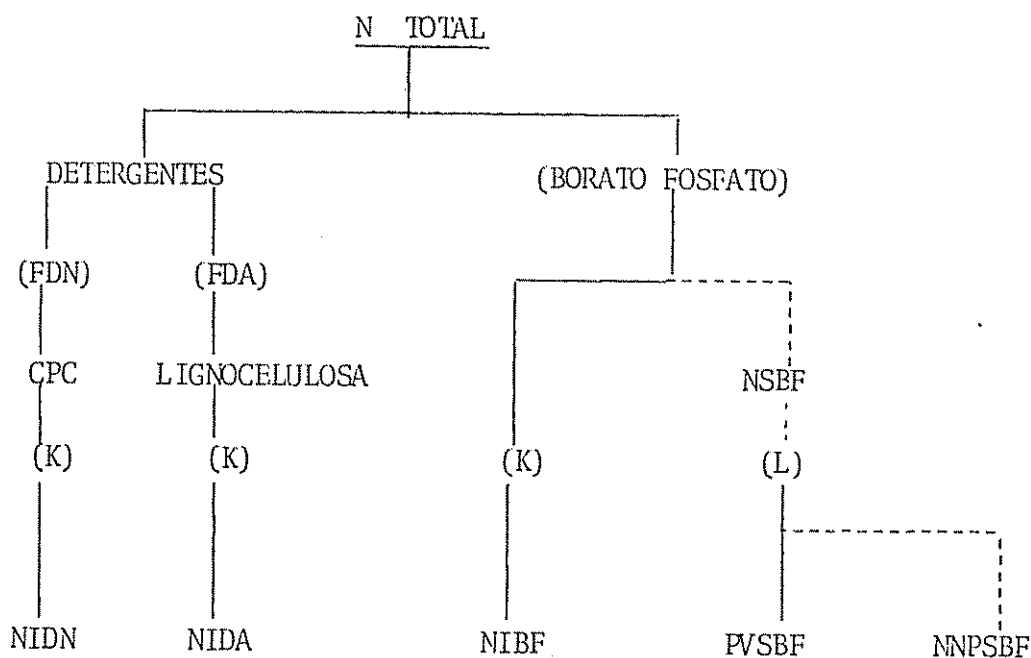 N TOTAL
DETERGENTES (BORATO FOSFATO)
(FDN) (FDA)
CPC LIGNOCELULOSA NSBF
(K) (K) (K) (L)
NIDN NIDA NIBF PVSBF NNPSBF